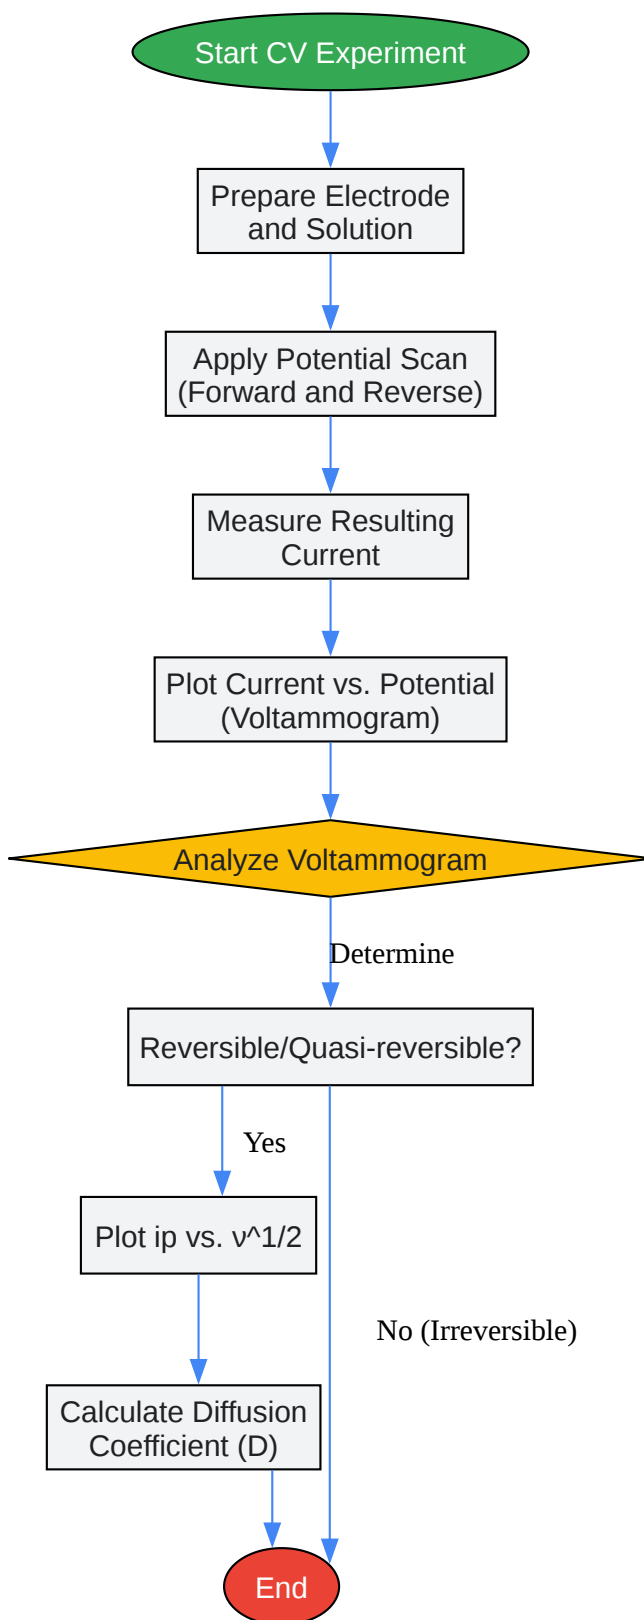 Start CV Experiment
Prepare Electrode
and Solution
Apply Potential Scan
(Forward and Reverse)
Measure Resulting
Current
Plot Current vs. Potential
(Voltammogram)
Analyze Voltammogram
Determine
Reversible/Quasi-reversible?
Yes
Plot ip vs. ν^1/2
No (Irreversible)
Calculate Diffusion
Coefficient (D)
End